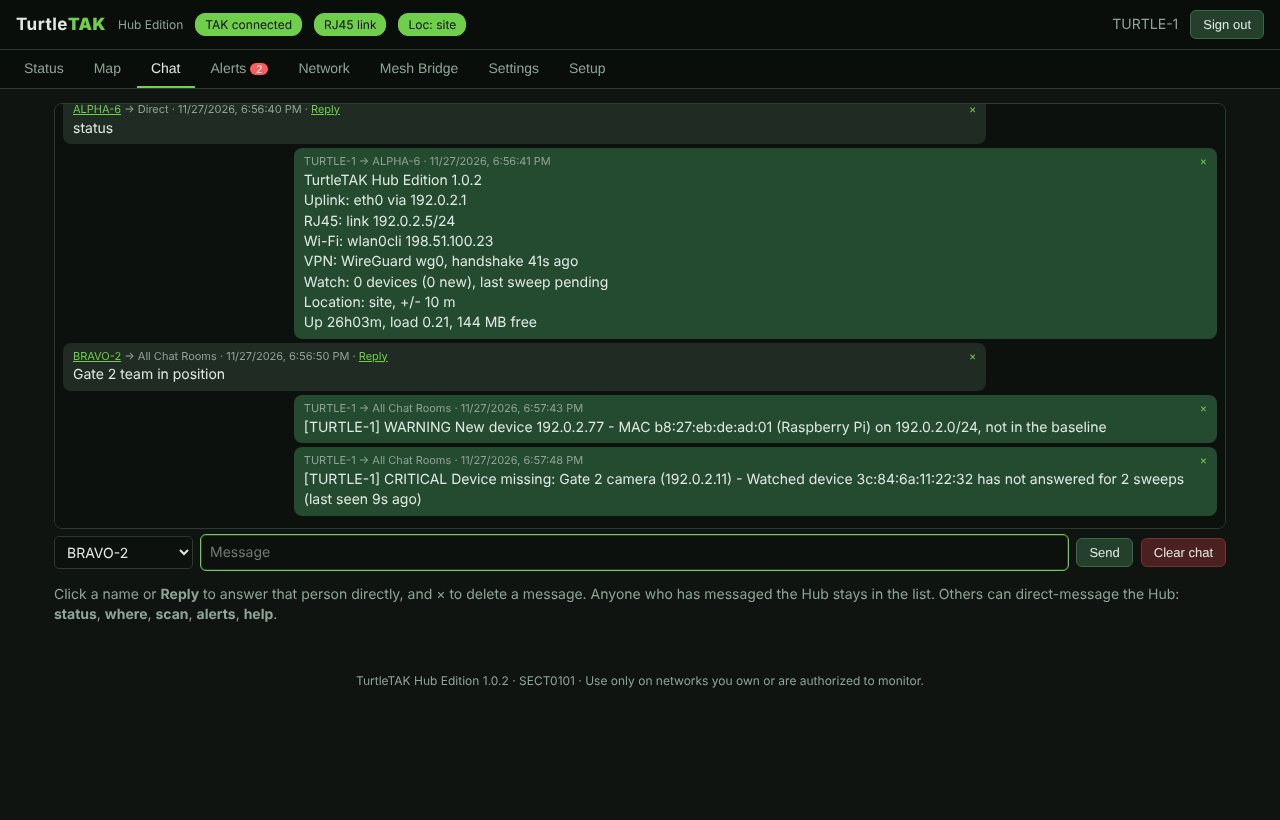 TurtleTAK Hub Edition TAK connected RJ45 link Loc: site TURTLE-1 Sign out
Status Map Chat Alerts 2 Network Mesh Bridge Settings Setup
ALPHA-6 → Direct · 11/27/2026, 6:56:40 PM · Reply ×
status
TURTLE-1 → ALPHA-6 · 11/27/2026, 6:56:41 PM ×
TurtleTAK Hub Edition 1.0.2
Uplink: eth0 via 192.0.2.1
RJ45: link 192.0.2.5/24
Wi-Fi: wlan0cli 198.51.100.23
VPN: WireGuard wg0, handshake 41s ago
Watch: 0 devices (0 new), last sweep pending
Location: site, +/- 10 m
Up 26h03m, load 0.21, 144 MB free
BRAVO-2 → All Chat Rooms · 11/27/2026, 6:56:50 PM · Reply ×
Gate 2 team in position
TURTLE-1 → All Chat Rooms · 11/27/2026, 6:57:43 PM ×
[TURTLE-1] WARNING New device 192.0.2.77 - MAC b8:27:eb:de:ad:01 (Raspberry Pi) on 192.0.2.0/24, not in the baseline
TURTLE-1 → All Chat Rooms · 11/27/2026, 6:57:48 PM ×
[TURTLE-1] CRITICAL Device missing: Gate 2 camera (192.0.2.11) - Watched device 3c:84:6a:11:22:32 has not answered for 2 sweeps
(last seen 9s ago)
BRAVO-2 Message Send Clear chat
Click a name or Reply to answer that person directly, and × to delete a message. Anyone who has messaged the Hub stays in the list. Others can direct-message the Hub:
status, where, scan, alerts, help.
TurtleTAK Hub Edition 1.0.2 · SECT0101 · Use only on networks you own or are authorized to monitor.